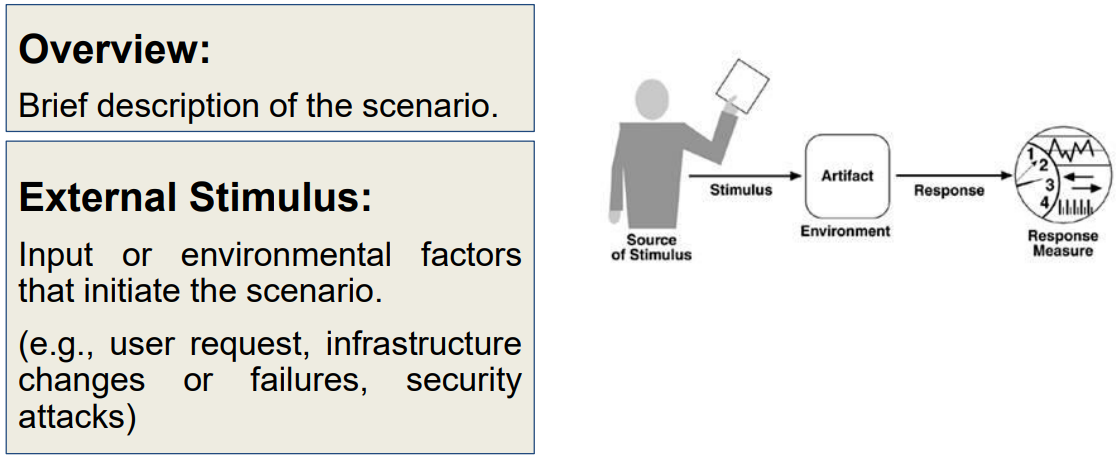 Overview:
Brief description of the scenario.
External Stimulus:
Input or environmental factors
that initiate the scenario.
(e.g., user request, infrastructure
changes or failures, security
attacks)
Source
of Stimulus
Stimulus
Artifact
Environment
Response
1
2
3
4
Response
Measure